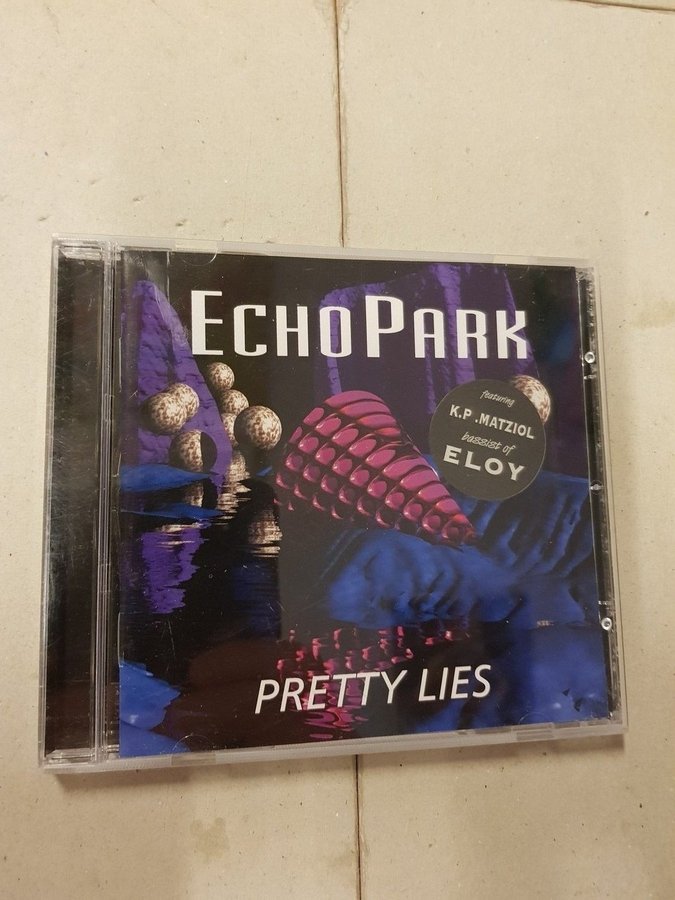 ECHOPARK
featuring
K.P.MATZIOL
bassist of
ELOY
PRETTY LIES